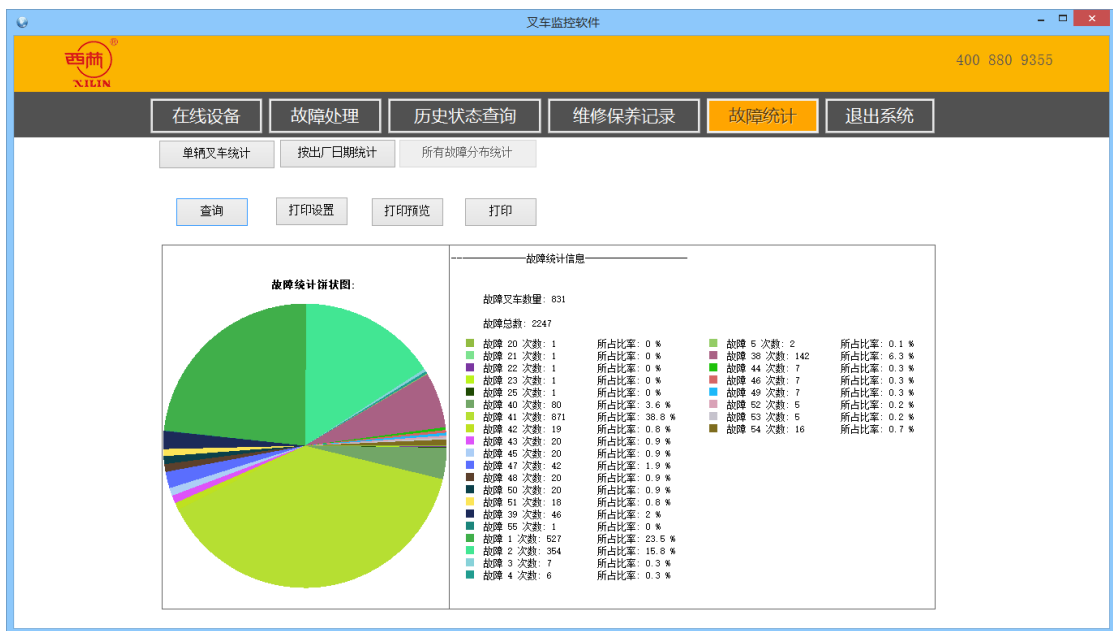 叉车监控软件
西林®
XILIN
400 880 9355
在线设备 故障处理 历史状态查询 维修保养记录 故障统计 退出系统
单辆叉车统计 按出厂日期统计 所有故障分布统计
查询 打印设置 打印预览 打印
故障统计信息
故障统计饼状图:
故障叉车数量: 831
故障总数: 2247
故障 20 次数: 1 所占比率: 0 % 故障 5 次数: 2 所占比率: 0.1 %
故障 21 次数: 1 所占比率: 0 % 故障 38 次数: 142 所占比率: 6.3 %
故障 22 次数: 1 所占比率: 0 % 故障 44 次数: 7 所占比率: 0.3 %
故障 23 次数: 1 所占比率: 0 % 故障 46 次数: 7 所占比率: 0.3 %
故障 25 次数: 1 所占比率: 0 % 故障 49 次数: 7 所占比率: 0.3 %
故障 40 次数: 80 所占比率: 3.6 % 故障 52 次数: 5 所占比率: 0.2 %
故障 41 次数: 871 所占比率: 38.8 % 故障 53 次数: 5 所占比率: 0.2 %
故障 42 次数: 19 所占比率: 0.8 % 故障 54 次数: 16 所占比率: 0.7 %
故障 43 次数: 20 所占比率: 0.9 %
故障 45 次数: 20 所占比率: 0.9 %
故障 47 次数: 42 所占比率: 1.9 %
故障 48 次数: 20 所占比率: 0.9 %
故障 50 次数: 20 所占比率: 0.9 %
故障 51 次数: 18 所占比率: 0.8 %
故障 39 次数: 46 所占比率: 2 %
故障 55 次数: 1 所占比率: 0 %
故障 1 次数: 527 所占比率: 23.5 %
故障 2 次数: 354 所占比率: 15.8 %
故障 3 次数: 7 所占比率: 0.3 %
故障 4 次数: 6 所占比率: 0.3 %